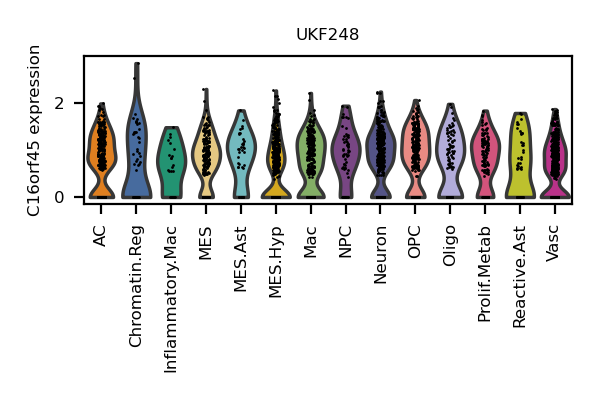 UKF248
C16orf45 expression
2
0
AC
Chromatin.Reg
Inflammatory.Mac
MES
MES.Ast
MES.Hyp
Mac
NPC
Neuron
OPC
Oligo
Prolif.Metab
Reactive.Ast
Vasc